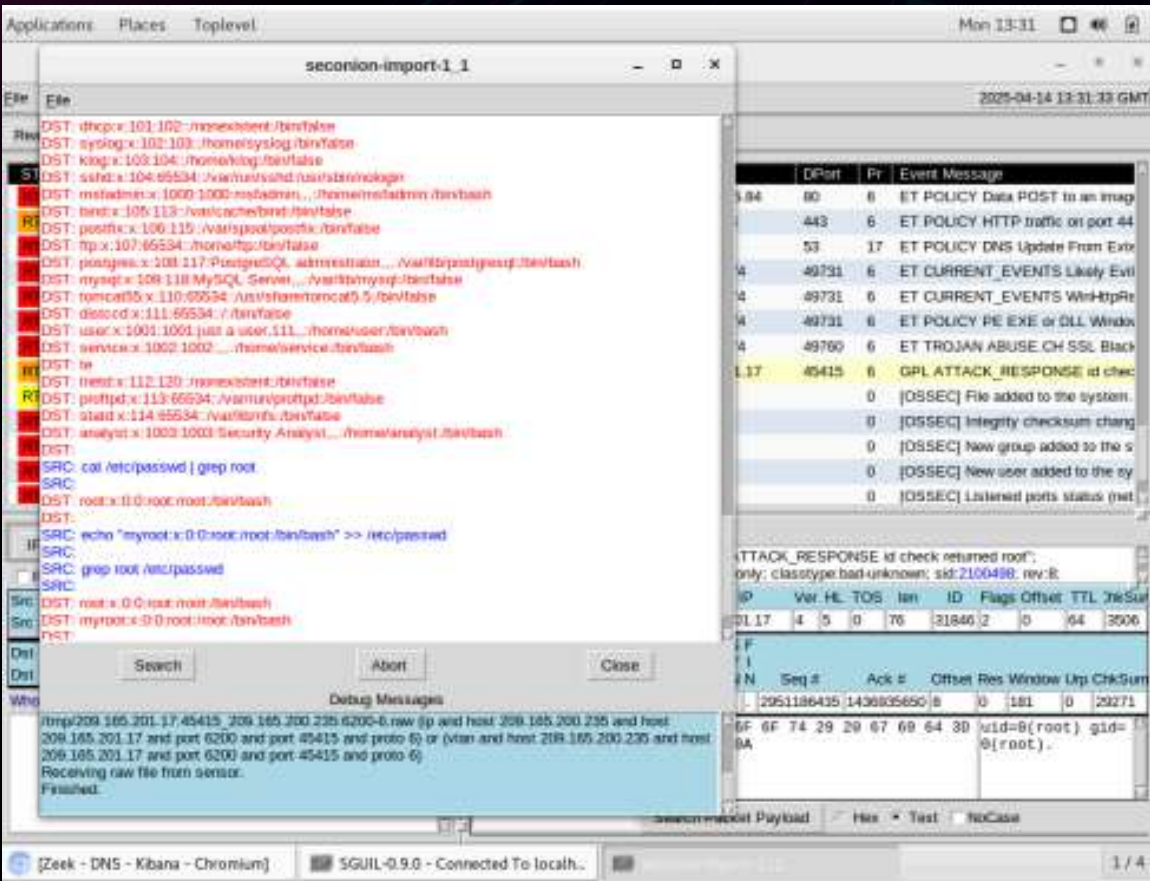 Applications Places Toplevel Mon 13:31
seconion-import-1_1
File File 2025-04-14 13:31:33 GMT
DST: dhcp:x:101:102::/nonexistent:/bin/false
DST: syslog:x:102:103::/home/syslog:/bin/false
DST: klog:x:103:104::/home/klog:/bin/false
DST: sshd:x:104:65534::/var/run/sshd:/usr/sbin/nologin
DST: msfadmin:x:1000:1000:msfadmin,,,:/home/msfadmin:/bin/bash
DST: bind:x:105:113::/var/cache/bind:/bin/false
DST: postfix:x:106:115::/var/spool/postfix:/bin/false
DST: ftp:x:107:65534::/home/ftp:/bin/false
DST: postgres:x:108:117:PostgreSQL administrator,,,:/var/lib/postgresql:/bin/bash
DST: mysql:x:109:118:MySQL Server,,,:/var/lib/mysql:/bin/false
DST: tomcat55:x:110:65534::/usr/share/tomcat5.5:/bin/false
DST: distccd:x:111:65534::/:/bin/false
DST: user:x:1001:1001:just a user,111,,:/home/user:/bin/bash
DST: service:x:1002:1002:,,,:/home/service:/bin/bash
DST: te
DST: lnetd:x:112:120::/nonexistent:/bin/false
DST: proftpd:x:113:65534::/var/run/proftpd:/bin/false
DST: statd:x:114:65534::/var/lib/nfs:/bin/false
DST: analyst:x:1003:1003:Security Analyst,,,:/home/analyst:/bin/bash
DST:
SRC: cat /etc/passwd | grep root
SRC:
DST: root:x:0:0:root:/root:/bin/bash
DST:
SRC: echo "myroot:x:0:0:root:/root:/bin/bash" >> /etc/passwd
SRC:
SRC: grep root /etc/passwd
SRC:
DST: root:x:0:0:root:/root:/bin/bash
DST: myroot:x:0:0:root:/root:/bin/bash
DST:
Search Abort Close
Debug Messages
/tmp/209.165.201.17:45415_209.165.200.235:6200-6.raw (ip and host 209.165.200.235 and host
209.165.201.17 and port 6200 and port 45415 and proto 6) or (vlan and host 209.165.200.235 and host
209.165.201.17 and port 6200 and port 45415 and proto 6)
Receiving raw file from sensor.
Finished.
DPort Pr Event Message
5.84 80 6 ET POLICY Data POST to an imag
443 6 ET POLICY HTTP traffic on port 44
53 17 ET POLICY DNS Update From Exte
49731 6 ET CURRENT_EVENTS Likely Evil
49731 6 ET CURRENT_EVENTS WinHttpRe
49731 6 ET POLICY PE EXE or DLL Window
49760 6 ET TROJAN ABUSE.CH SSL Black
1.17 45415 6 GPL ATTACK_RESPONSE id chec
0 [OSSEC] File added to the system.
0 [OSSEC] Integrity checksum chang
0 [OSSEC] New group added to the s
0 [OSSEC] New user added to the sy
0 [OSSEC] Listened ports status (net
ATTACK_RESPONSE id check returned root";
only; classtype:bad-unknown; sid:2100498; rev:8;
IP Ver HL TOS len ID Flags Offset TTL ChkSum
01.17 4 5 0 76 31846 2 0 64 3506
Seq # Ack # Offset Res Window Urp ChkSum
2951186435 1436935650 8 0 181 0 29271
6F 6F 74 29 20 67 69 64 3D uid=0(root) gid=
0A 0(root).
Search Packet Payload Hex Text NoCase
[Zeek - DNS - Kibana - Chromium] SGUIL-0.9.0 - Connected To localh... 1 / 4